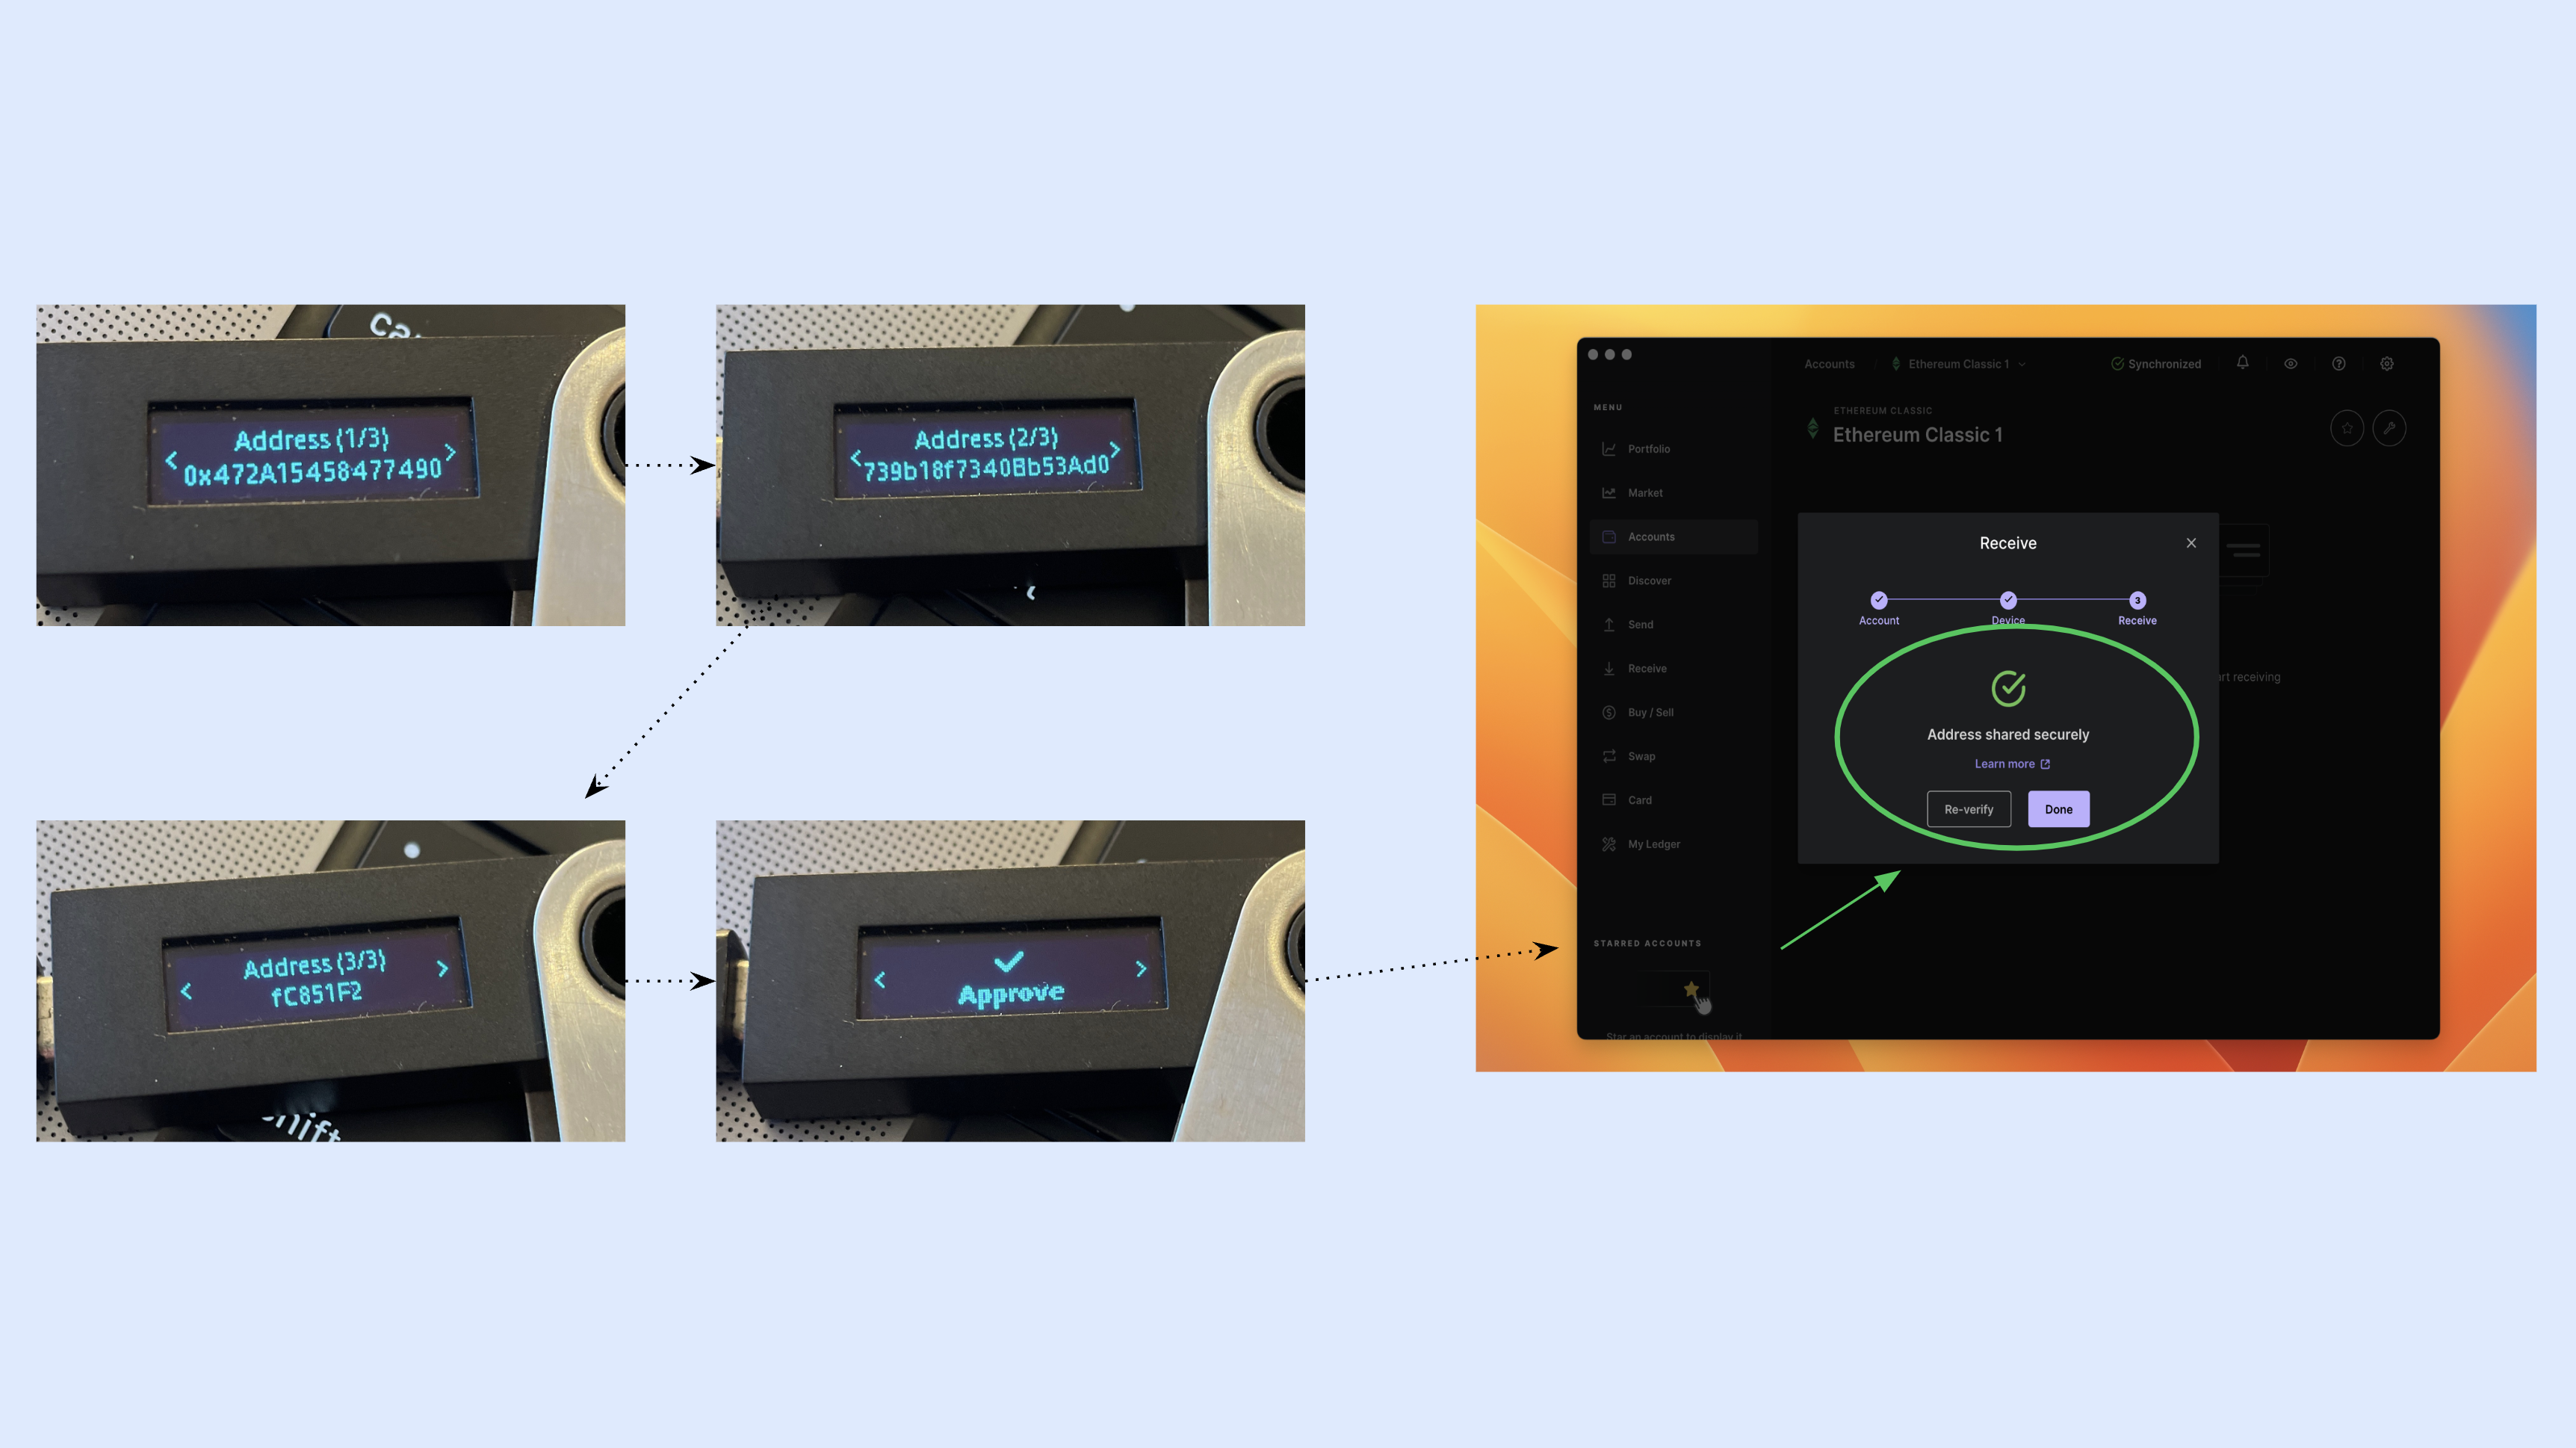 Address (1/3)
0x472A15458477490
Address (2/3)
739b18f7340Bb53Ad0
Address (3/3)
fC851F2
Approve
Accounts
Ethereum Classic 1
Synchronized
MENU
Portfolio
Market
Accounts
Discover
Send
Receive
Buy / Sell
Swap
Card
My Ledger
STARRED ACCOUNTS
Star an account to display it
ETHEREUM CLASSIC
Ethereum Classic 1
Receive
Account
Device
3
Receive
Address shared securely
Learn more
Re-verify
Done
receiving